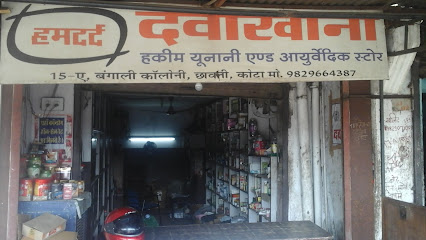 हमदर्द
दवाखाना
हकीम यूनानी एण्ड आयुर्वेदिक स्टोर
15-ए, बंगाली कॉलोनी, छावनी, कोटा मो. 9829664387